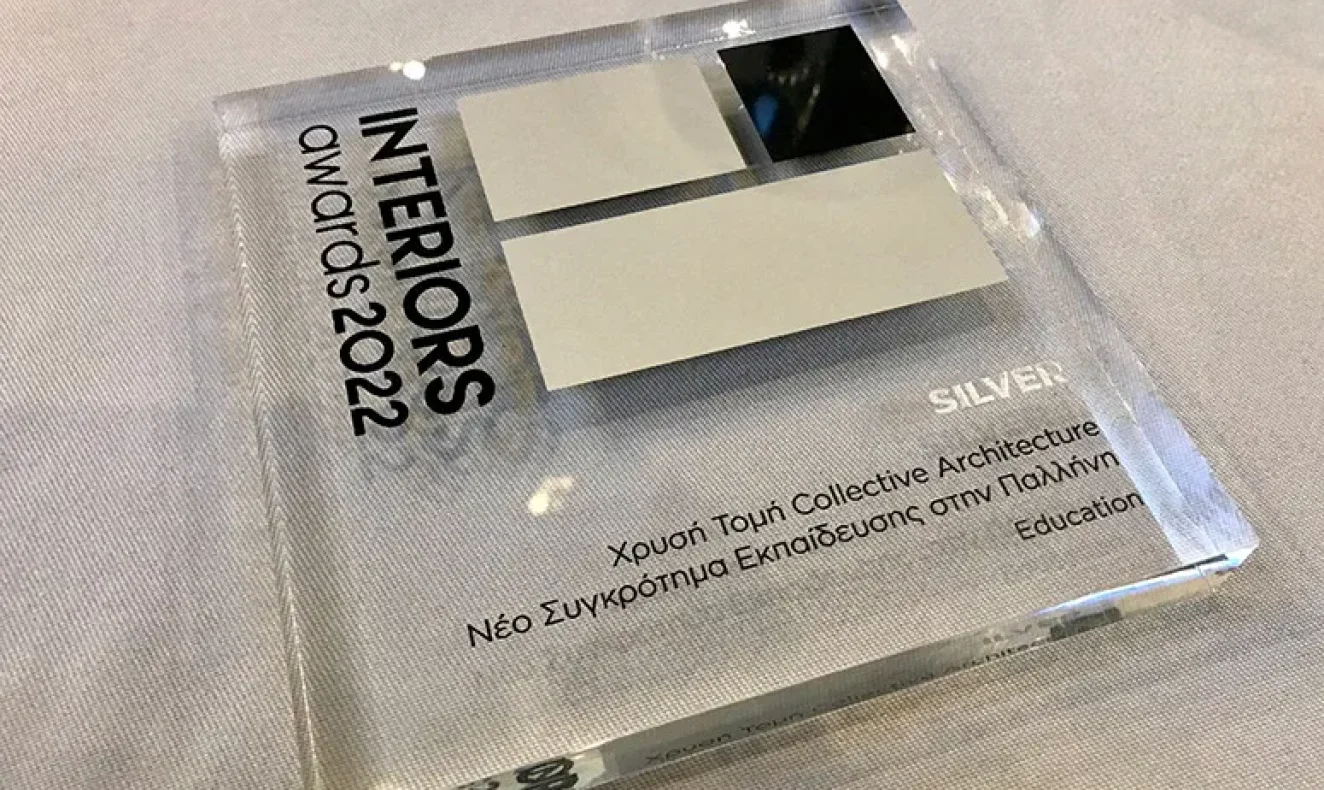 INTERIORS
awards2022
SILVER
Χρυσή Τομή Collective Architecture
Νέο Συγκρότημα Εκπαίδευσης στην Παλλήνη
Education